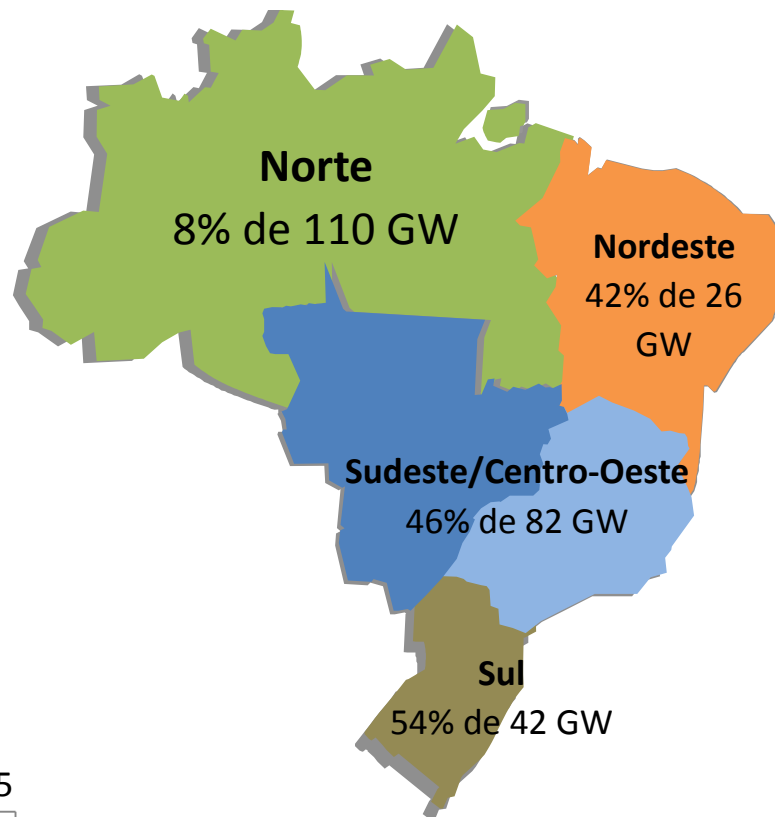 Norte
8% de 110 GW
Nordeste
42% de 26
GW
Sudeste/Centro-Oeste
46% de 82 GW
Sul
54% de 42 GW
5